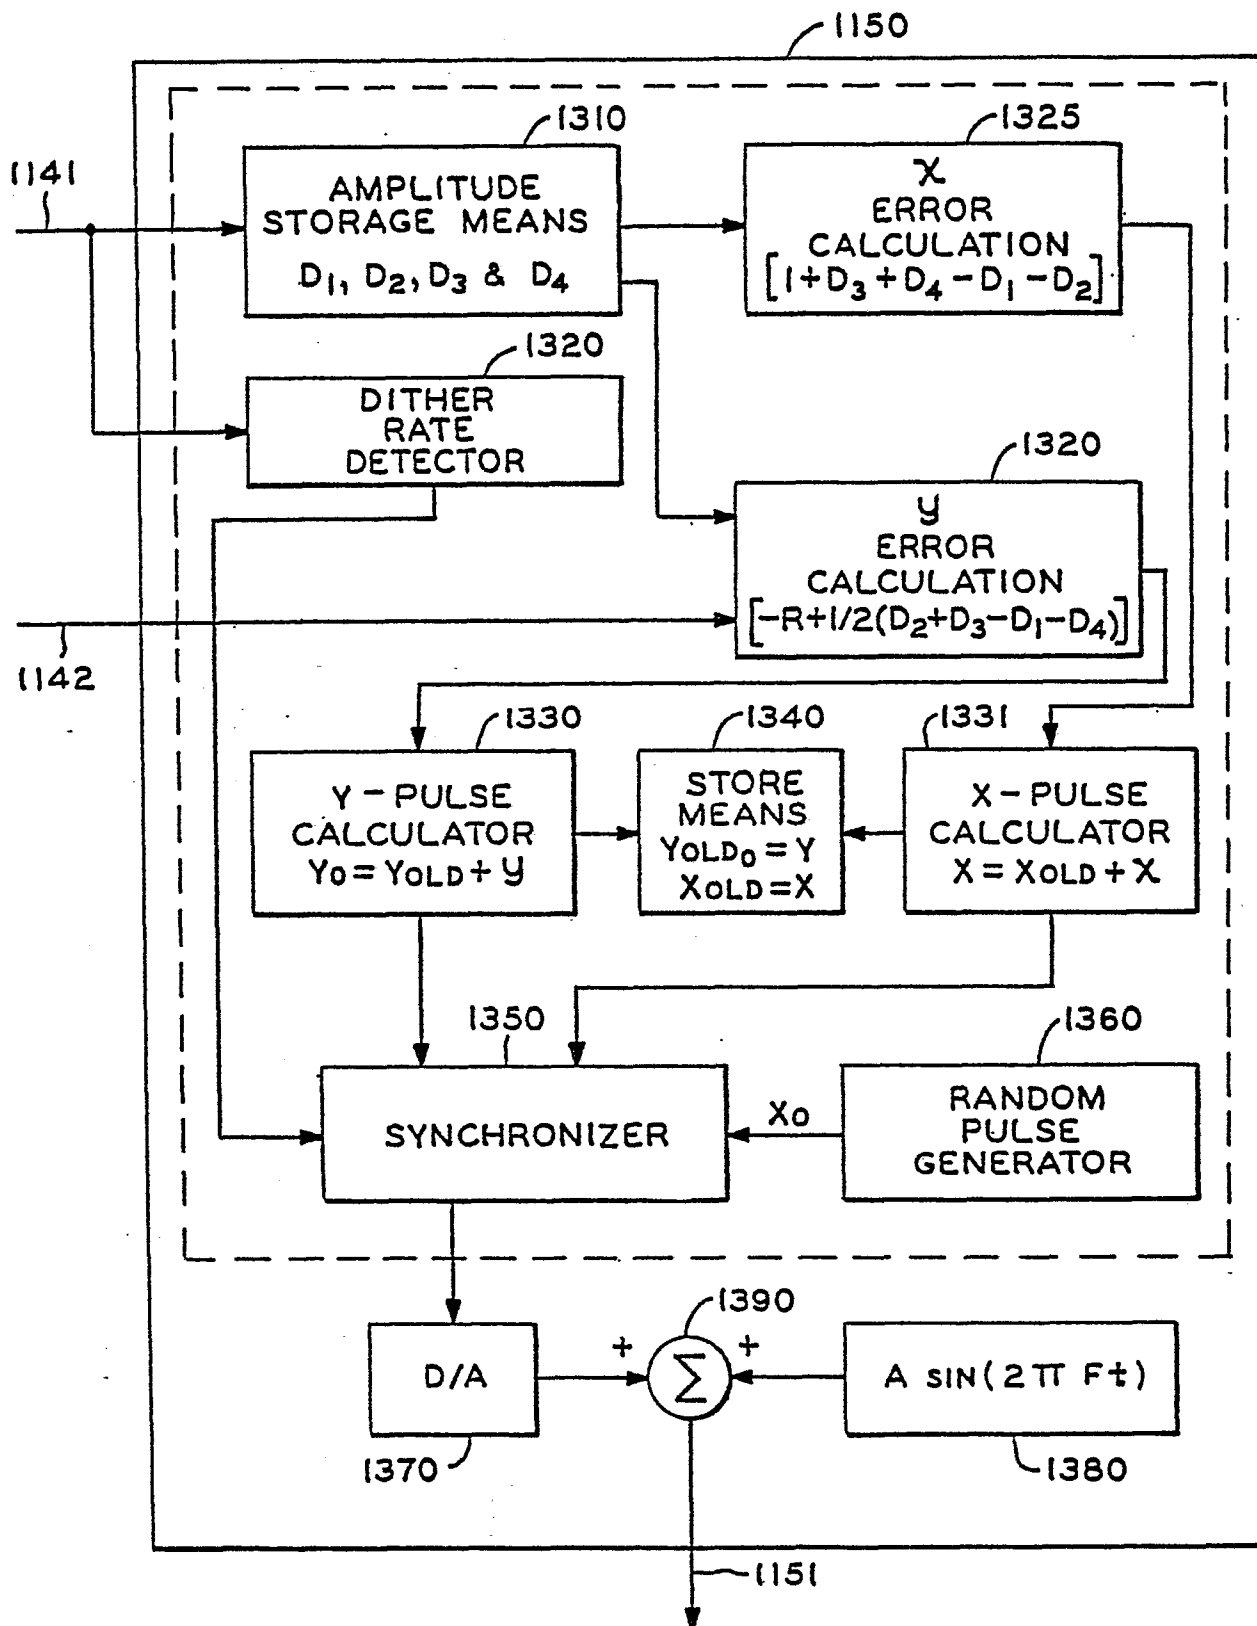 1150
1310
1325
1141
AMPLITUDE
STORAGE MEANS
D1, D2, D3 & D4
x
ERROR
CALCULATION
[1+D3+D4-D1-D2]
1320
DITHER
RATE
DETECTOR
1320
y
ERROR
CALCULATION
[-R+1/2(D2+D3-D1-D4)]
1142
1330
1340
1331
Y-PULSE
CALCULATOR
Y0=YOLD+y
STORE
MEANS
YOLD0=Y
XOLD=X
X-PULSE
CALCULATOR
X=XOLD+x
1350
1360
SYNCHRONIZER
X0
RANDOM
PULSE
GENERATOR
1390
D/A
+
Σ
+
A SIN(2π Ft)
1370
1380
1151